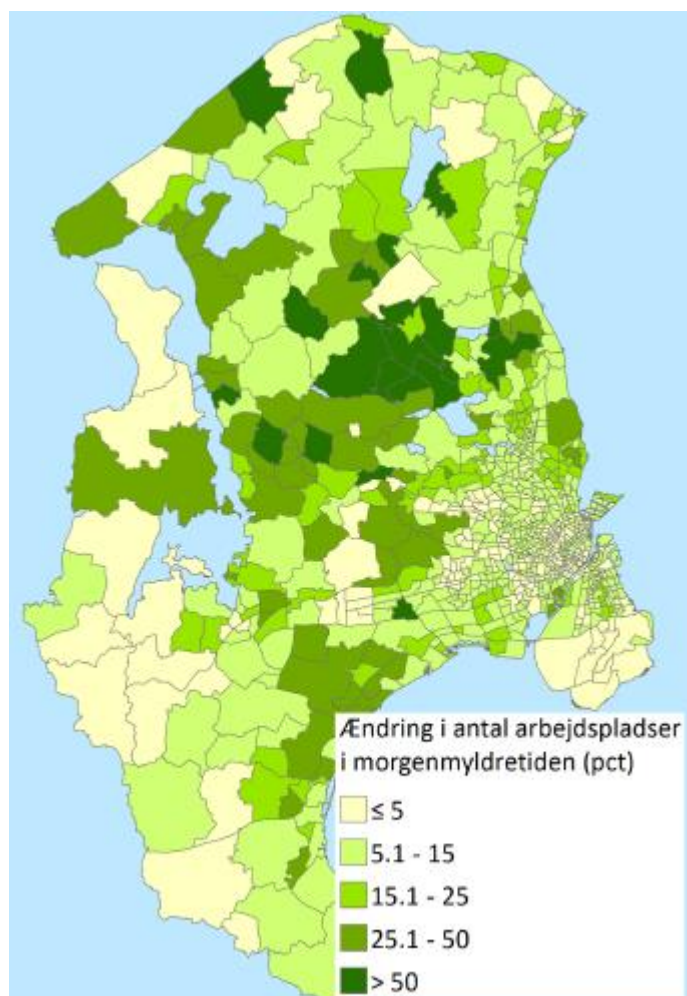 Ændring i antal arbejdspladser
i morgenmyldretiden (pct)
≤ 5
5.1 - 15
15.1 - 25
25.1 - 50
> 50